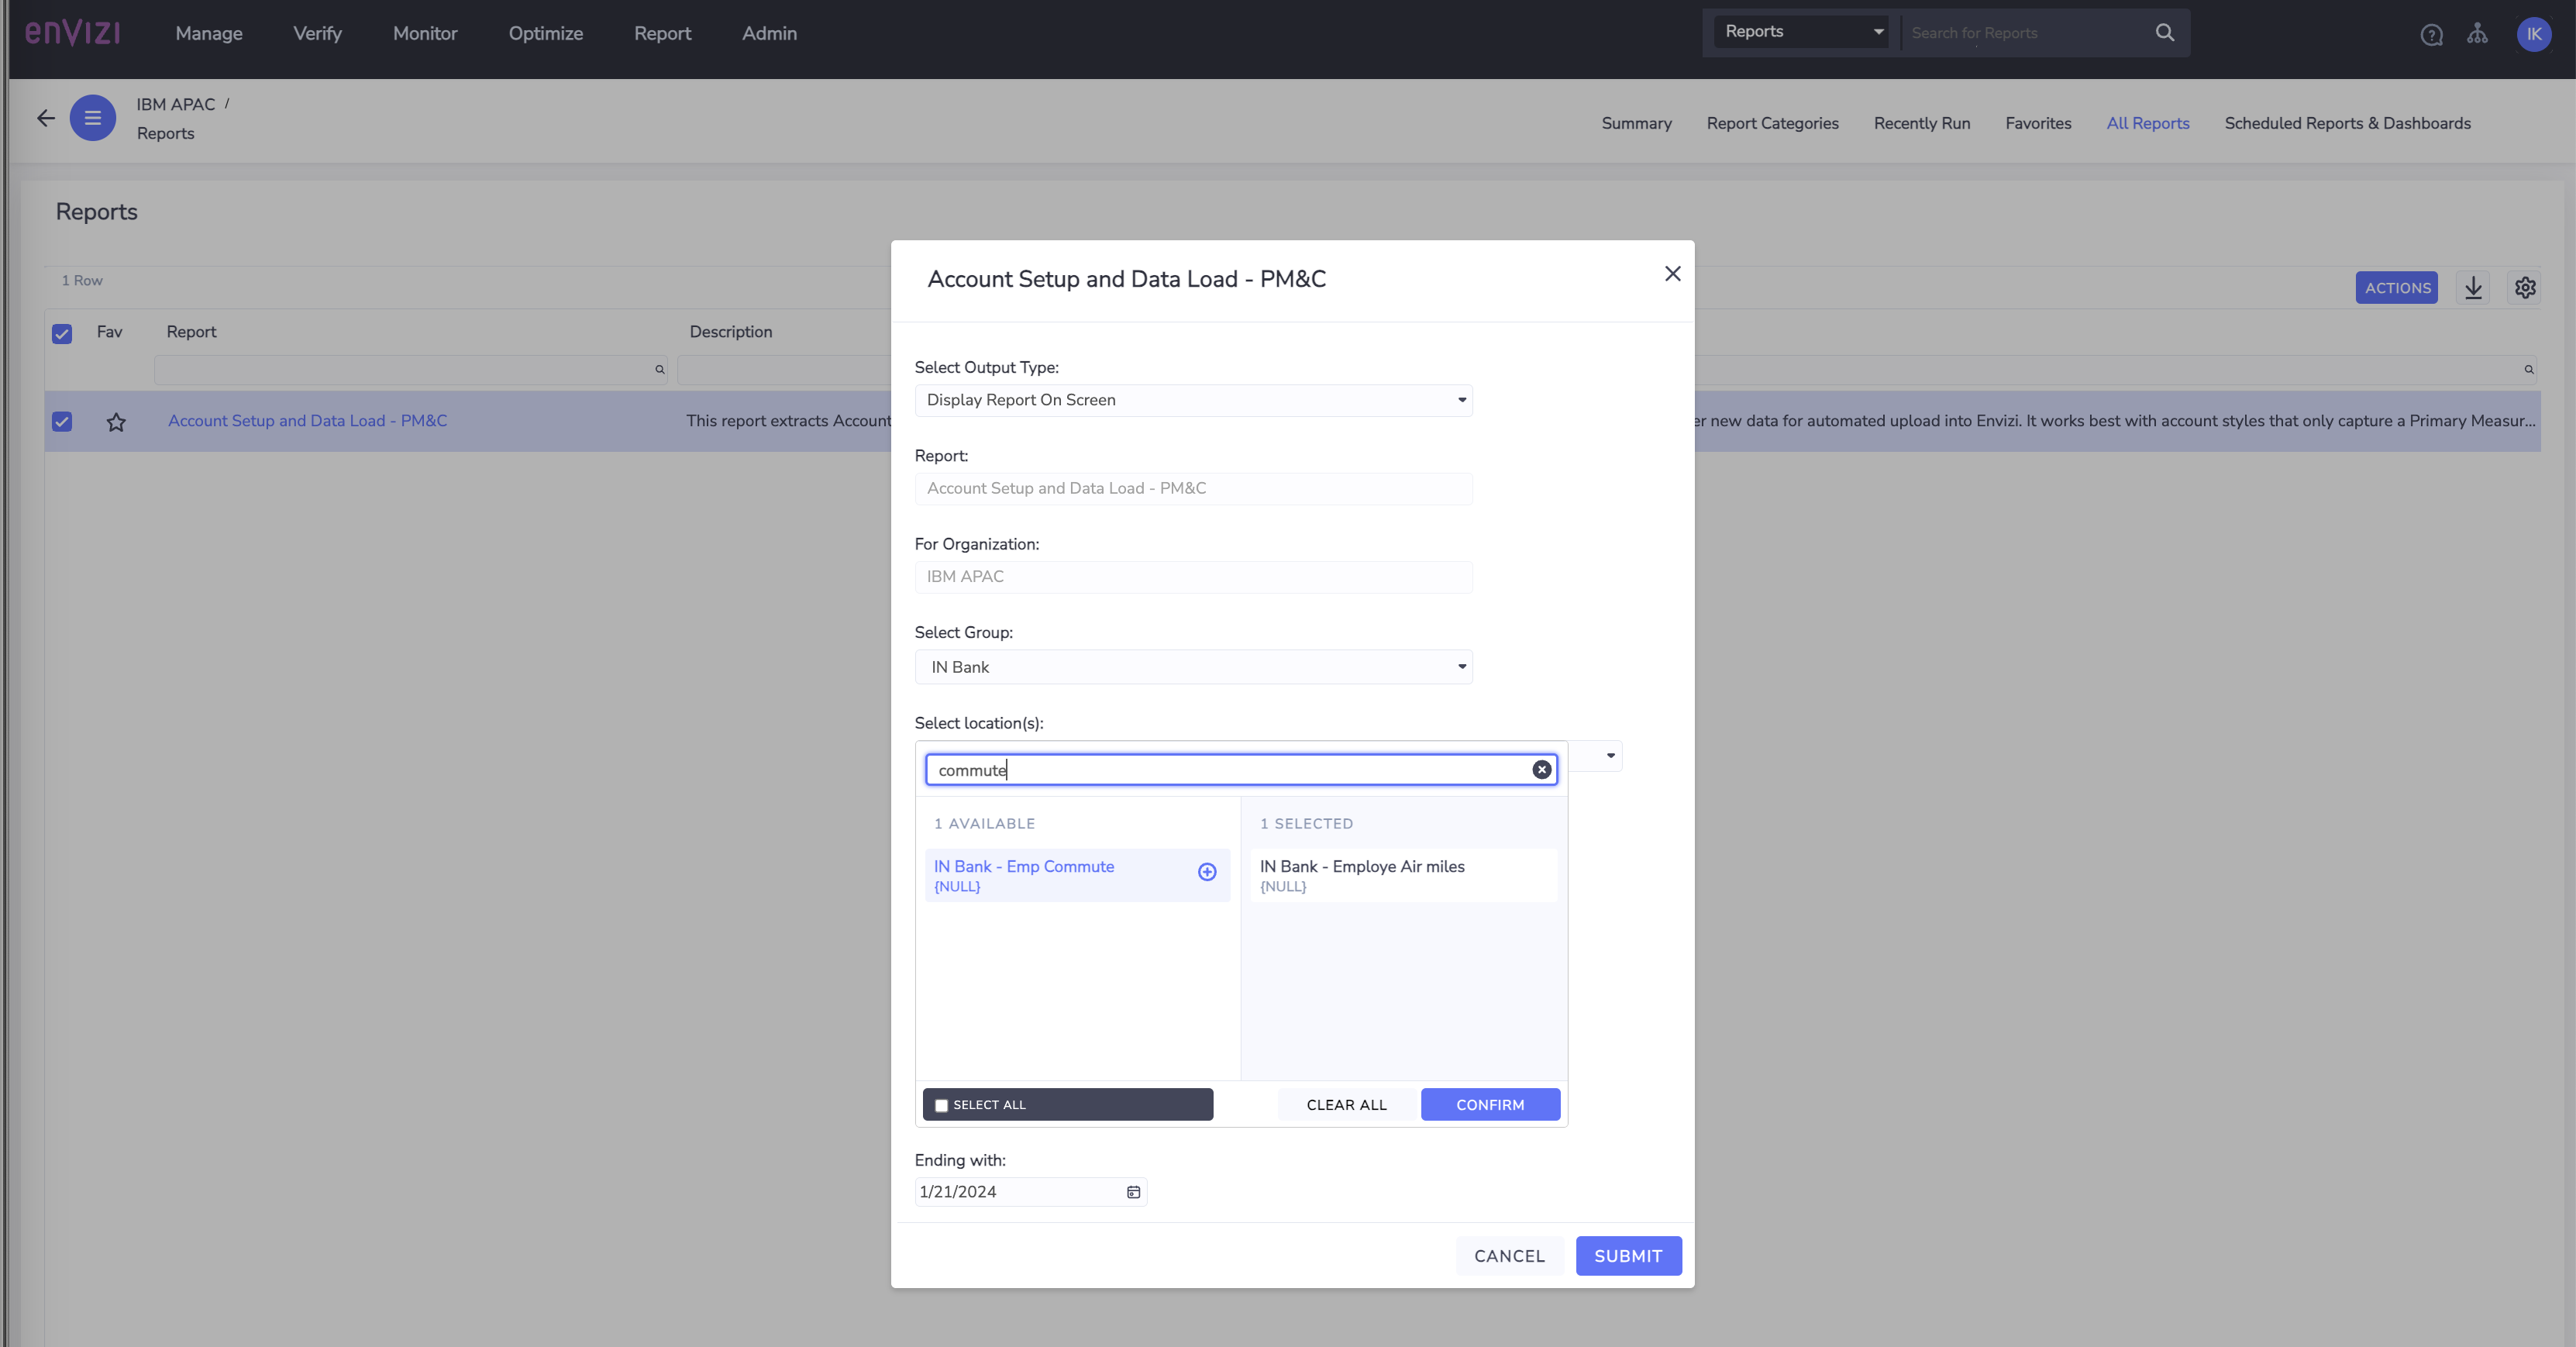 enVIZI
Manage Verify Monitor Optimize Report Admin
Reports
Search for Reports
IK
IBM APAC /
Reports
Summary Report Categories Recently Run Favorites All Reports Scheduled Reports & Dashboards
Reports
1 Row
ACTIONS
Fav Report Description
Account Setup and Data Load - PM&C This report extracts Account er new data for automated upload into Envizi. It works best with account styles that only capture a Primary Measur...
Account Setup and Data Load - PM&C
Select Output Type:
Display Report On Screen
Report:
Account Setup and Data Load - PM&C
For Organization:
IBM APAC
Select Group:
IN Bank
Select location(s):
commute
1 AVAILABLE 1 SELECTED
IN Bank - Emp Commute IN Bank - Employe Air miles
{NULL} {NULL}
SELECT ALL CLEAR ALL CONFIRM
Ending with:
1/21/2024
CANCEL SUBMIT